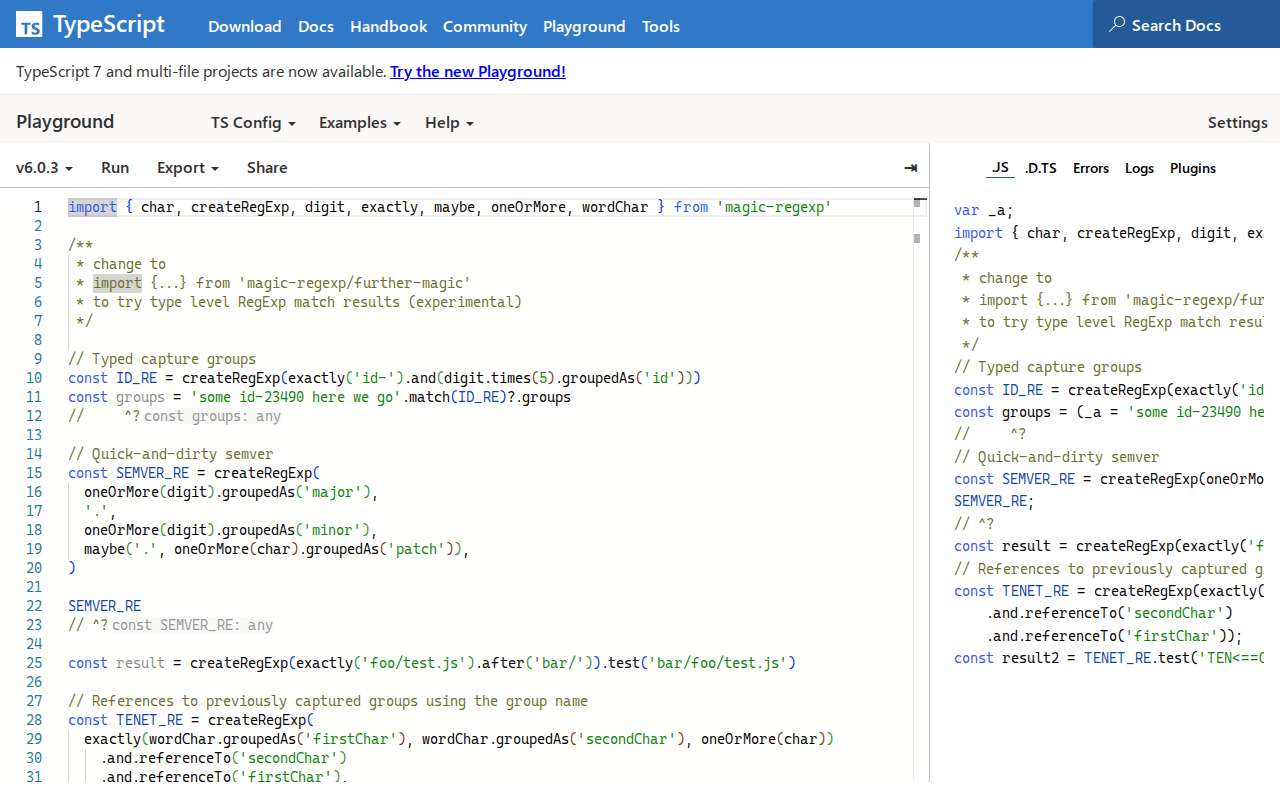 TS TypeScript Download Docs Handbook Community Playground Tools Search Docs
TypeScript 7 and multi-file projects are now available. Try the new Playground!
Playground TS Config Examples Help Settings
v6.0.3 Run Export Share
.JS .D.TS Errors Logs Plugins
1 import { char, createRegExp, digit, exactly, maybe, oneOrMore, wordChar } from 'magic-regexp'
2
3 /**
4 * change to
5 * import {...} from 'magic-regexp/further-magic'
6 * to try type level RegExp match results (experimental)
7 */
8
9 // Typed capture groups
10 const ID_RE = createRegExp(exactly('id-').and(digit.times(5).groupedAs('id')))
11 const groups = 'some id-23490 here we go'.match(ID_RE)?.groups
12 //     ^? const groups: any
13
14 // Quick-and-dirty semver
15 const SEMVER_RE = createRegExp(
16 oneOrMore(digit).groupedAs('major'),
17 '.',
18 oneOrMore(digit).groupedAs('minor'),
19 maybe('.', oneOrMore(char).groupedAs('patch')),
20 )
21
22 SEMVER_RE
23 // ^? const SEMVER_RE: any
24
25 const result = createRegExp(exactly('foo/test.js').after('bar/')).test('bar/foo/test.js')
26
27 // References to previously captured groups using the group name
28 const TENET_RE = createRegExp(
29 exactly(wordChar.groupedAs('firstChar'), wordChar.groupedAs('secondChar'), oneOrMore(char))
30 .and.referenceTo('secondChar')
31 .and.referenceTo('firstChar'),
var _a;
import { char, createRegExp, digit, exa
/**
* change to
* import {...} from 'magic-regexp/fur
* to try type level RegExp match resul
*/
// Typed capture groups
const ID_RE = createRegExp(exactly('id
const groups = (_a = 'some id-23490 he
//     ^?
// Quick-and-dirty semver
const SEMVER_RE = createRegExp(oneOrMo
SEMVER_RE;
// ^?
const result = createRegExp(exactly('f
// References to previously captured g
const TENET_RE = createRegExp(exactly(
.and.referenceTo('secondChar')
.and.referenceTo('firstChar'));
const result2 = TENET_RE.test('TEN<==O